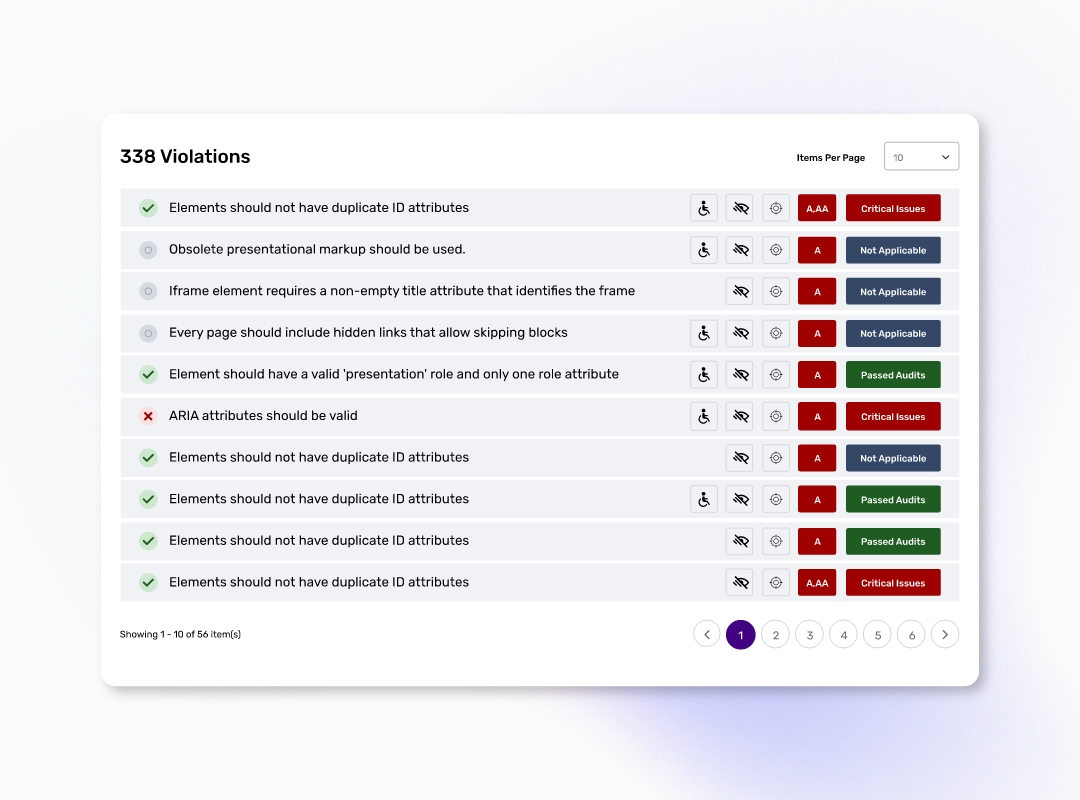 338 Violations
Items Per Page 10
Elements should not have duplicate ID attributes A,AA Critical Issues
Obsolete presentational markup should be used. A Not Applicable
Iframe element requires a non-empty title attribute that identifies the frame A Not Applicable
Every page should include hidden links that allow skipping blocks A Not Applicable
Element should have a valid 'presentation' role and only one role attribute A Passed Audits
ARIA attributes should be valid A Critical Issues
Elements should not have duplicate ID attributes A Not Applicable
Elements should not have duplicate ID attributes A Passed Audits
Elements should not have duplicate ID attributes A Passed Audits
Elements should not have duplicate ID attributes A,AA Critical Issues
Showing 1 - 10 of 56 item(s) 1 2 3 4 5 6